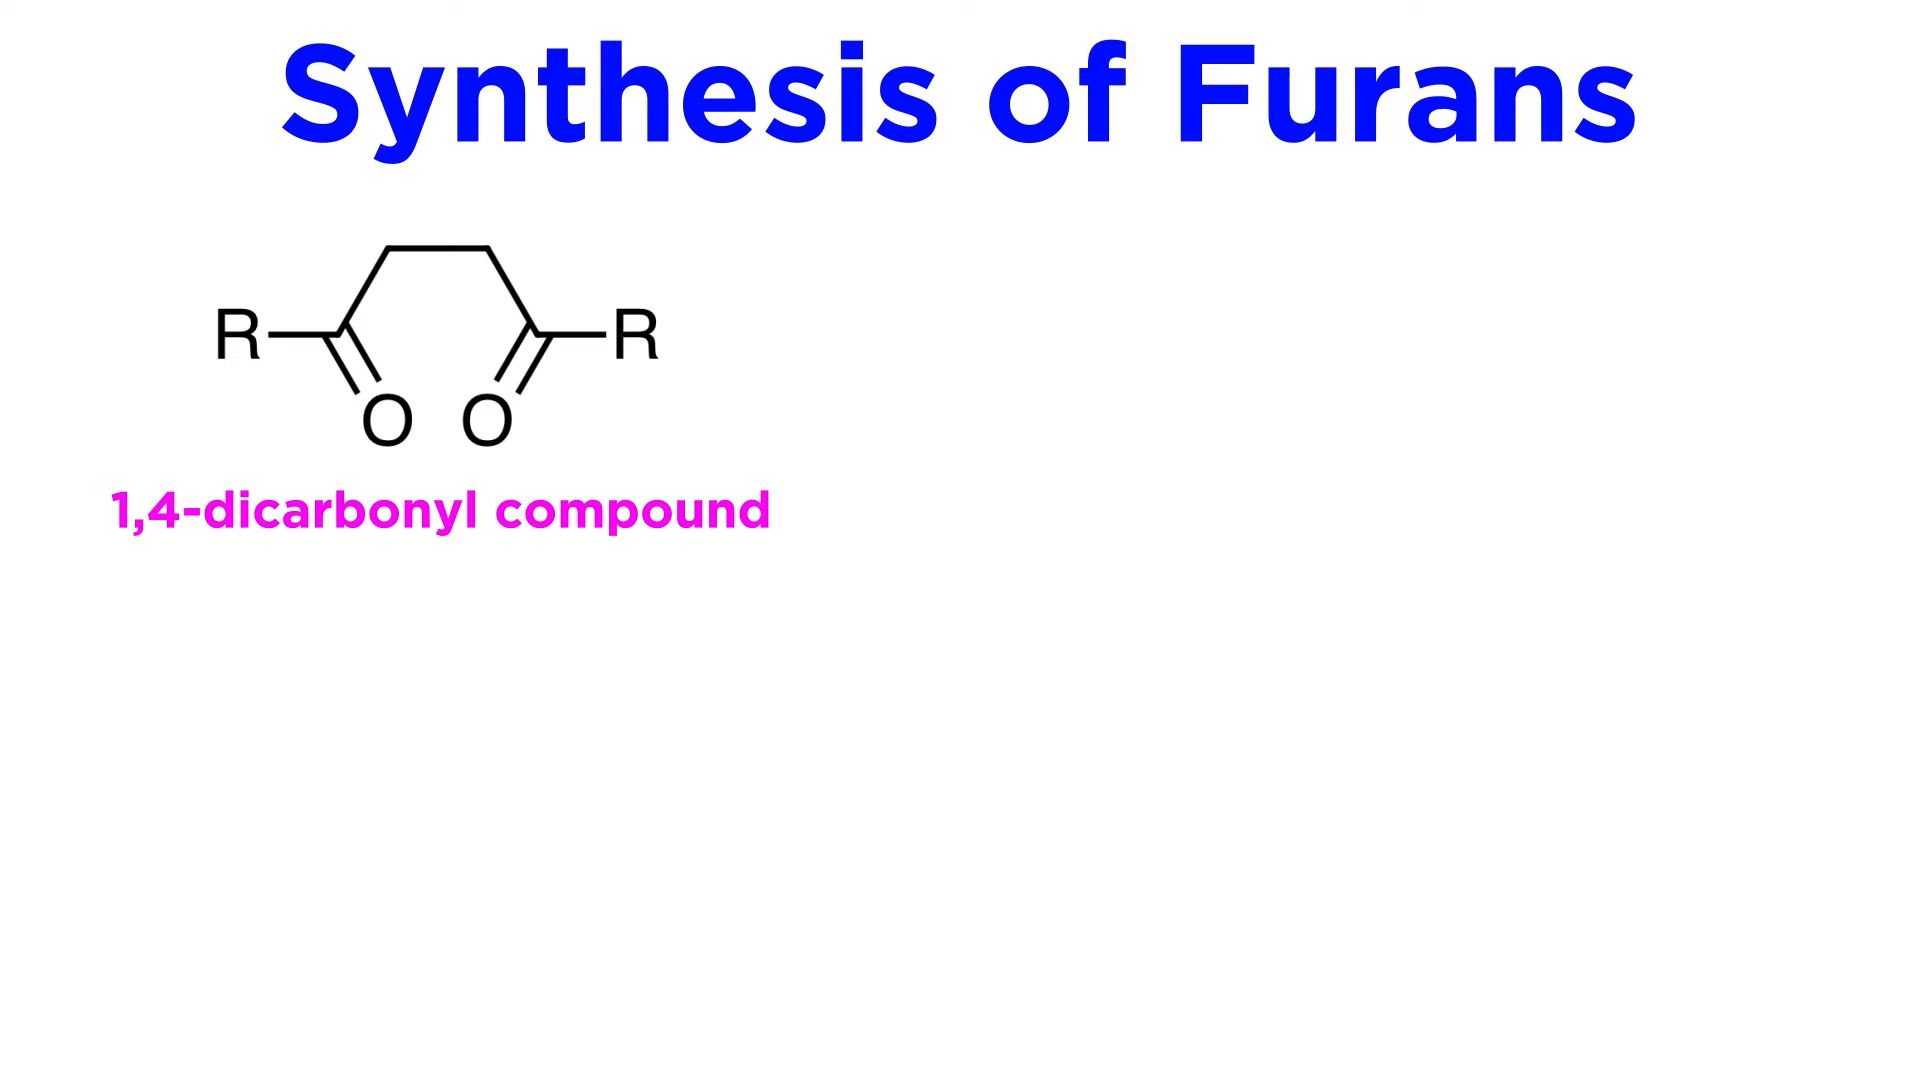 Synthesis of Furans
R R
O O
1,4-dicarbonyl compound